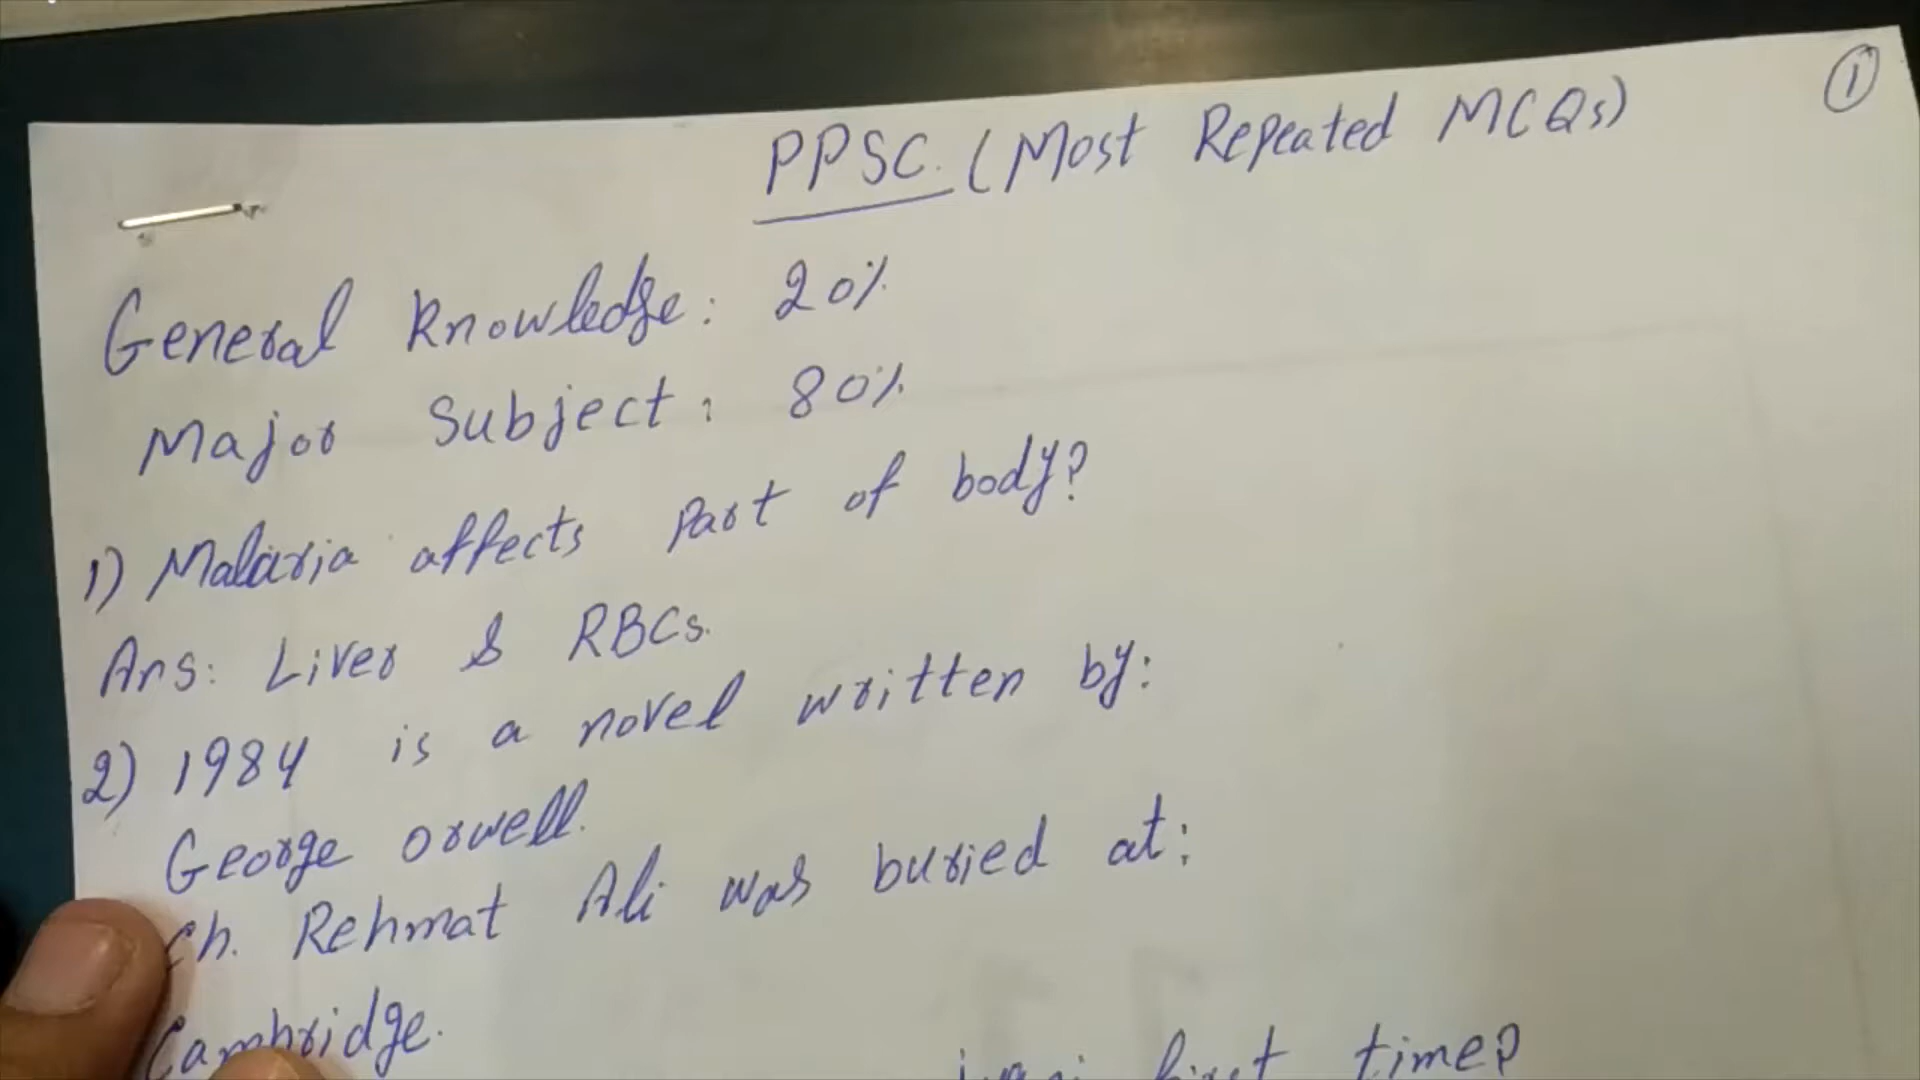 ①
PPSC. (Most Repeated MCQs)
General Knowledge: 20%
Major Subject: 80%
1) Malaria affects part of body?
Ans: Liver & RBCs.
2) 1984 is a novel written by:
George orwell.
Ch. Rehmat Ali was buried at:
Cambridge.
first time?